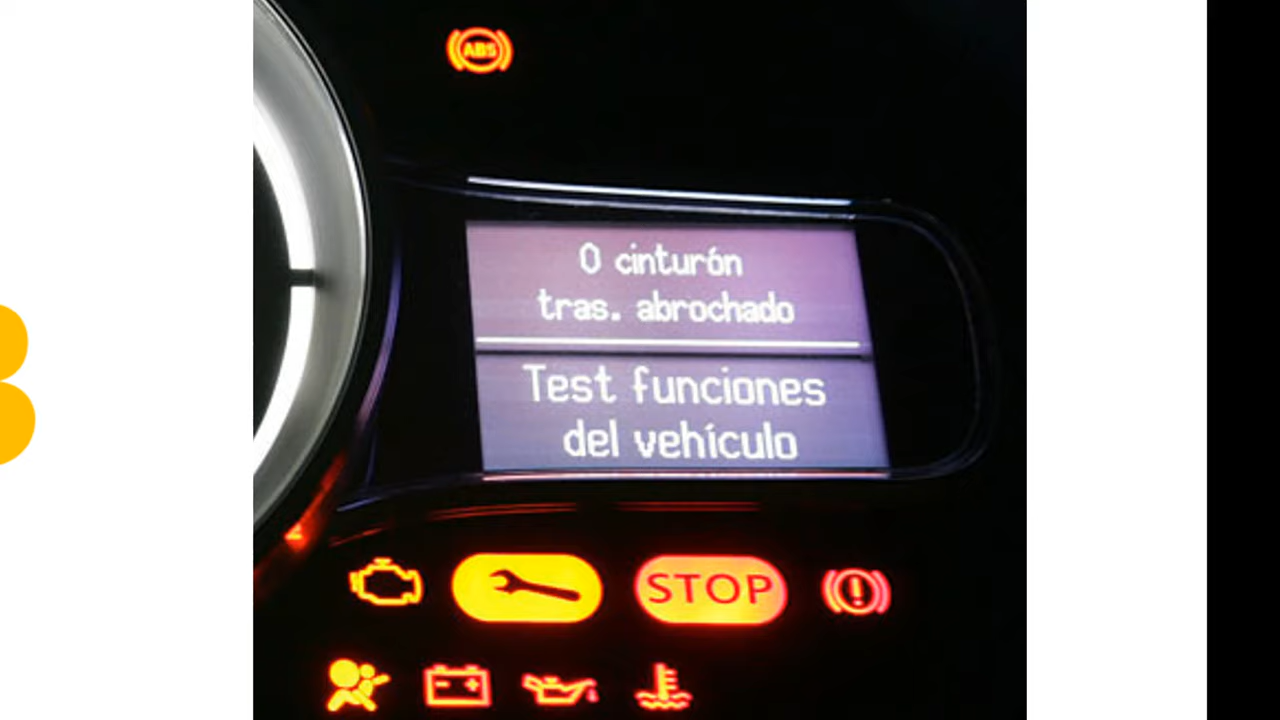 ABS
0 cinturón
tras. abrochado
Test funciones
del vehículo
STOP